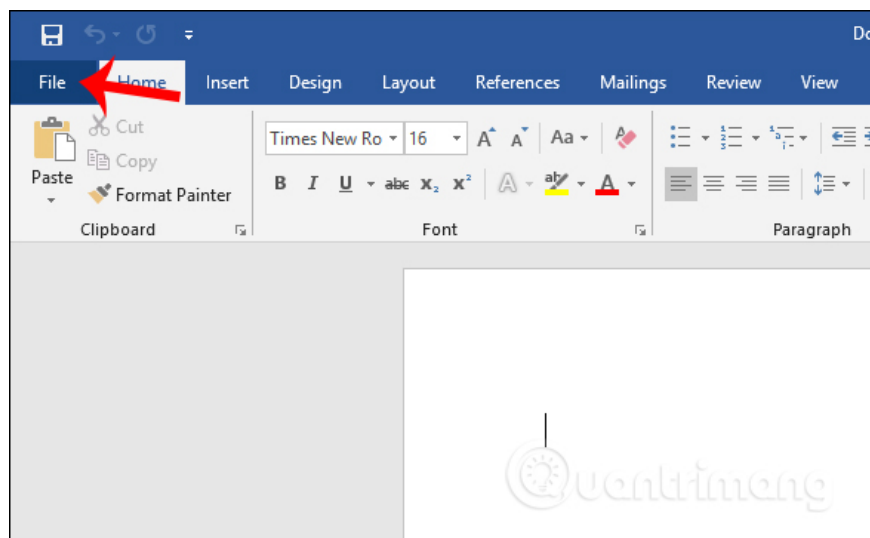 Do
File Home Insert Design Layout References Mailings Review View
Times New Ro 16 Aa
Cut
Copy
Paste
Format Painter
B I U abc X₂ X² A aby A
Clipboard Font Paragraph
Quantrimang